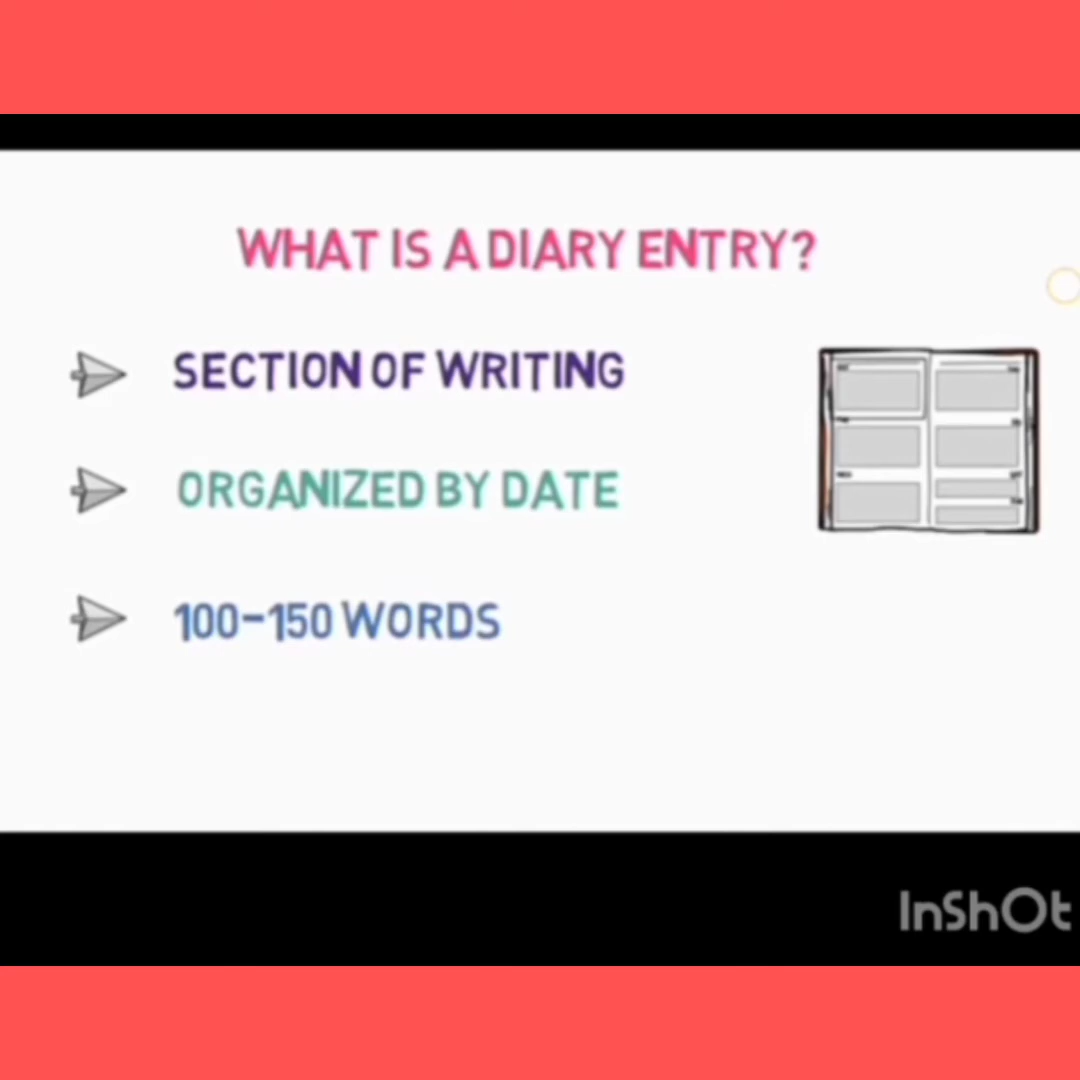 WHAT IS A DIARY ENTRY?
SECTION OF WRITING
ORGANIZED BY DATE
100-150 WORDS
InShOt